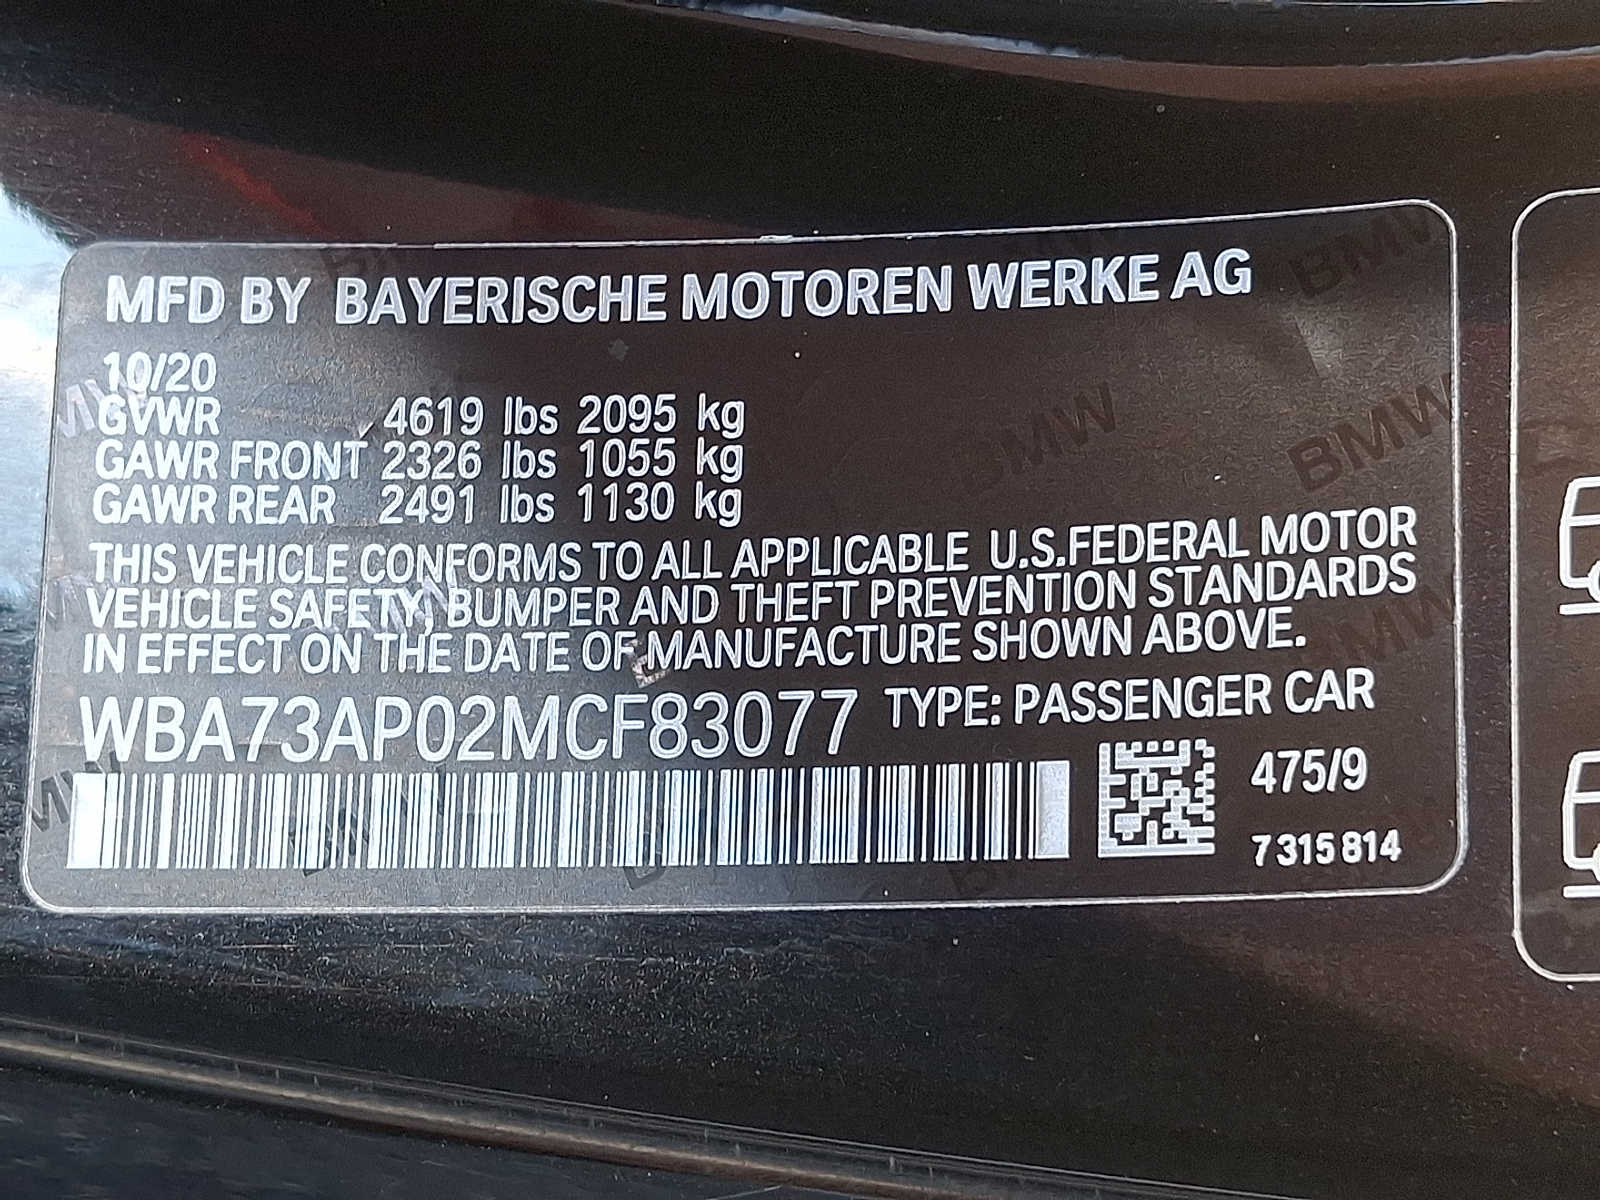 MFD BY BAYERISCHE MOTOREN WERKE AG
10/20
GVWR 4619 lbs 2095 kg
GAWR FRONT 2326 lbs 1055 kg
GAWR REAR 2491 lbs 1130 kg
THIS VEHICLE CONFORMS TO ALL APPLICABLE U.S.FEDERAL MOTOR
VEHICLE SAFETY, BUMPER AND THEFT PREVENTION STANDARDS
IN EFFECT ON THE DATE OF MANUFACTURE SHOWN ABOVE.
WBA73AP02MCF83077 TYPE: PASSENGER CAR
475/9
7 315 814